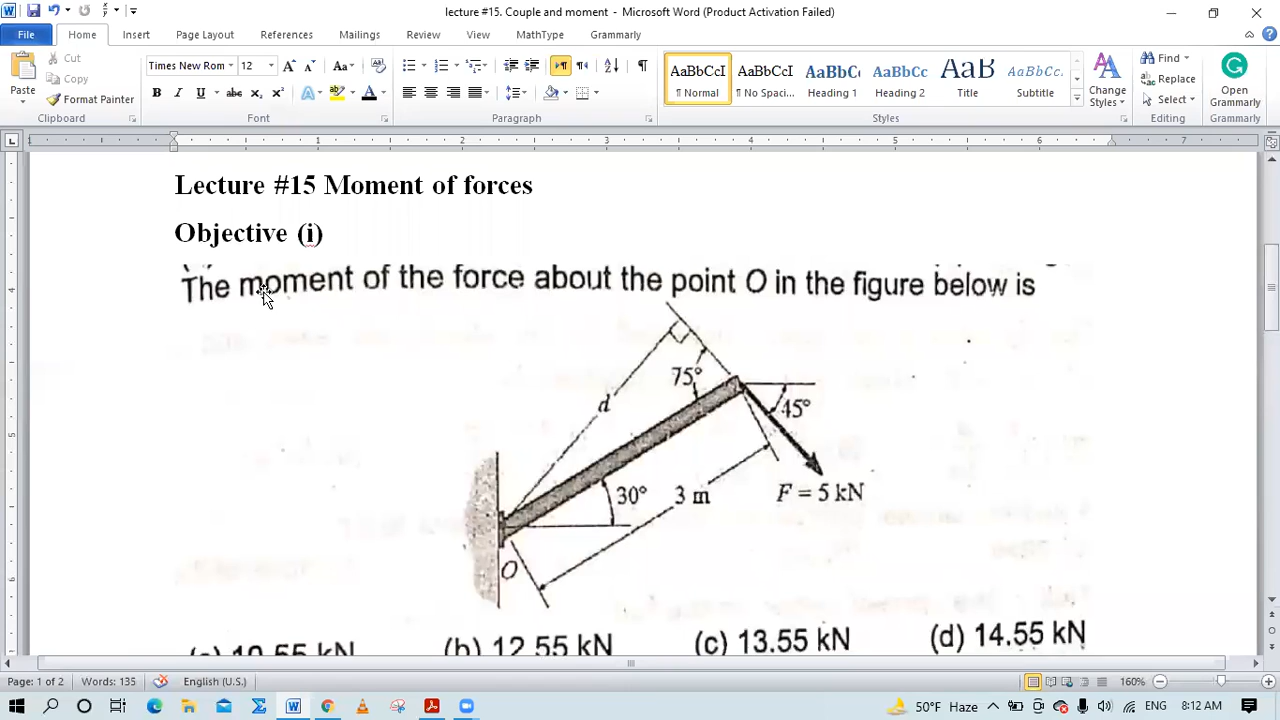 lecture #15. Couple and moment - Microsoft Word (Product Activation Failed)
File Home Insert Page Layout References Mailings Review View MathType Grammarly
Cut
Copy
Format Painter
Paste
Clipboard
Times New Rom 12
Font
Paragraph
AaBbCcI AaBbCcI AaBbC AaBbCc AaB AaBbCc.
¶ Normal ¶ No Spaci... Heading 1 Heading 2 Title Subtitle
Styles
Change Styles
Find
Replace
Select
Editing
Open Grammarly
Grammarly
Lecture #15 Moment of forces
Objective (i)
The moment of the force about the point O in the figure below is
75°
d
45°
30° 3 m F = 5 kN
O
(a) 10.55 kN (b) 12.55 kN (c) 13.55 kN (d) 14.55 kN
Page: 1 of 2 Words: 135 English (U.S.) 160%
50°F Haze ENG 8:12 AM